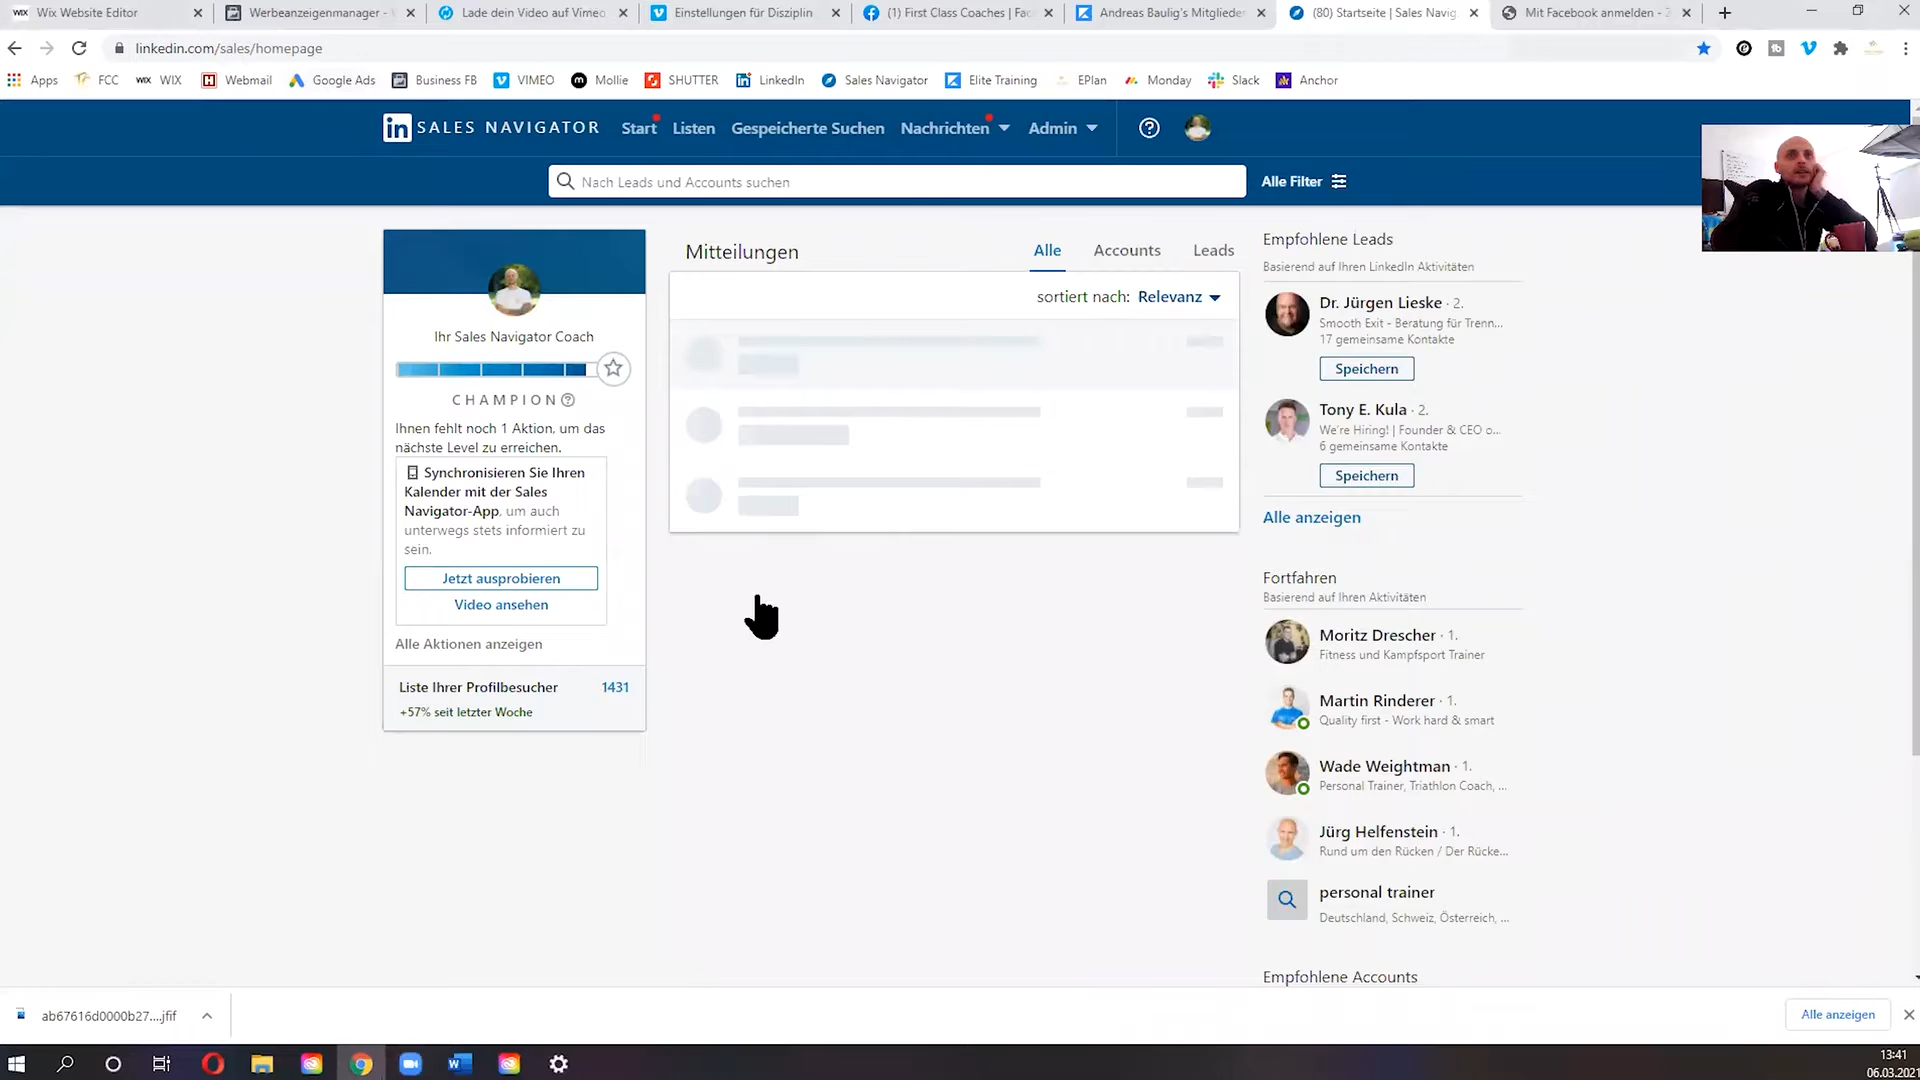 WiX Wix Website Editor
Werbeanzeigenmanager -
Lade dein Video auf Vimeo
Einstellungen für Disziplin
(1) First Class Coaches | Fac
Andreas Baulig's Mitglieder
(80) Startseite | Sales Navig
Mit Facebook anmelden -
linkedin.com/sales/homepage
Apps
FCC
WiX WIX
Webmail
Google Ads
Business FB
VIMEO
Mollie
SHUTTER
LinkedIn
Sales Navigator
Elite Training
EPlan
Monday
Slack
Anchor
in SALES NAVIGATOR
Start
Listen
Gespeicherte Suchen
Nachrichten
Admin
Nach Leads und Accounts suchen
Alle Filter
Ihr Sales Navigator Coach
CHAMPION
Ihnen fehlt noch 1 Aktion, um das
nächste Level zu erreichen.
Synchronisieren Sie Ihren
Kalender mit der Sales
Navigator-App, um auch
unterwegs stets informiert zu
sein.
Jetzt ausprobieren
Video ansehen
Alle Aktionen anzeigen
Liste Ihrer Profilbesucher 1431
+57% seit letzter Woche
Mitteilungen
Alle
Accounts
Leads
sortiert nach: Relevanz
Empfohlene Leads
Basierend auf Ihren LinkedIn Aktivitäten
Dr. Jürgen Lieske · 2.
Smooth Exit - Beratung für Trenn...
17 gemeinsame Kontakte
Speichern
Tony E. Kula · 2.
We're Hiring! | Founder & CEO o...
6 gemeinsame Kontakte
Speichern
Alle anzeigen
Fortfahren
Basierend auf Ihren Aktivitäten
Moritz Drescher · 1.
Fitness und Kampfsport Trainer
Martin Rinderer · 1.
Quality first - Work hard & smart
Wade Weightman · 1.
Personal Trainer, Triathlon Coach, ...
Jürg Helfenstein · 1.
Rund um den Rücken / Der Rücke...
personal trainer
Deutschland, Schweiz, Österreich, ...
Empfohlene Accounts
ab67616d0000b27....jfif
Alle anzeigen
13:41
06.03.2021